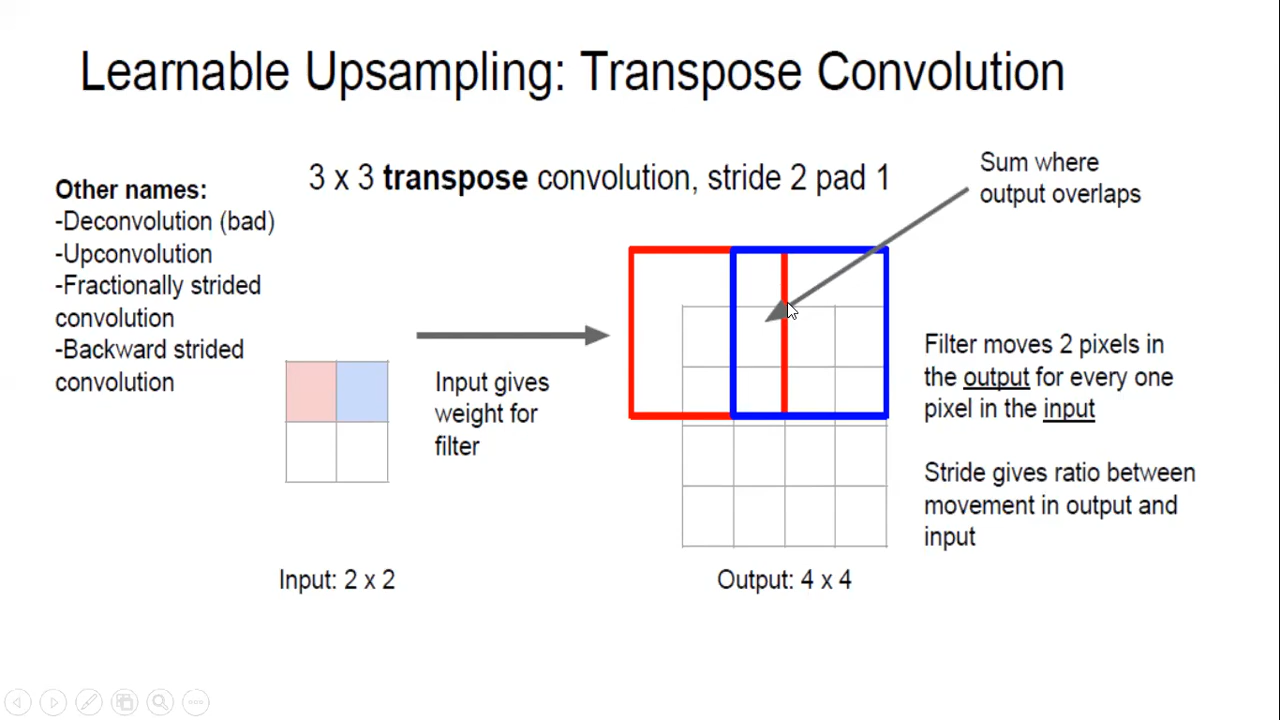 Learnable Upsampling: Transpose Convolution
3 x 3 transpose convolution, stride 2 pad 1
Other names:
-Deconvolution (bad)
-Upconvolution
-Fractionally strided
convolution
-Backward strided
convolution
Input gives
weight for
filter
Sum where
output overlaps
Filter moves 2 pixels in
the output for every one
pixel in the input
Stride gives ratio between
movement in output and
input
Input: 2 x 2
Output: 4 x 4